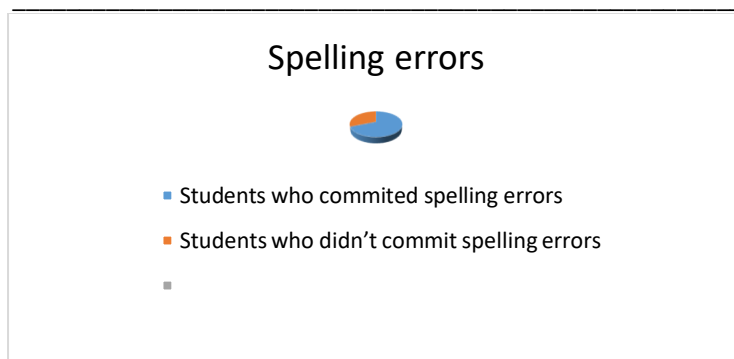 Spelling errors
Students who commited spelling errors
Students who didn’t commit spelling errors